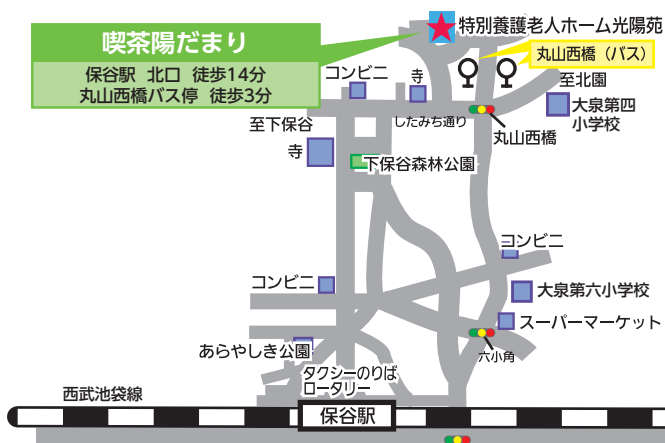 特別養護老人ホーム光陽苑
喫茶陽だまり
丸山西橋（バス）
保谷駅 北口 徒歩14分
丸山西橋バス停 徒歩3分
コンビニ
寺
至北園
大泉第四
小学校
したみち通り
至下保谷
丸山西橋
寺
下保谷森林公園
コンビニ
コンビニ
大泉第六小学校
スーパーマーケット
あらやしき公園
六小角
タクシーのりば
ロータリー
西武池袋線
保谷駅